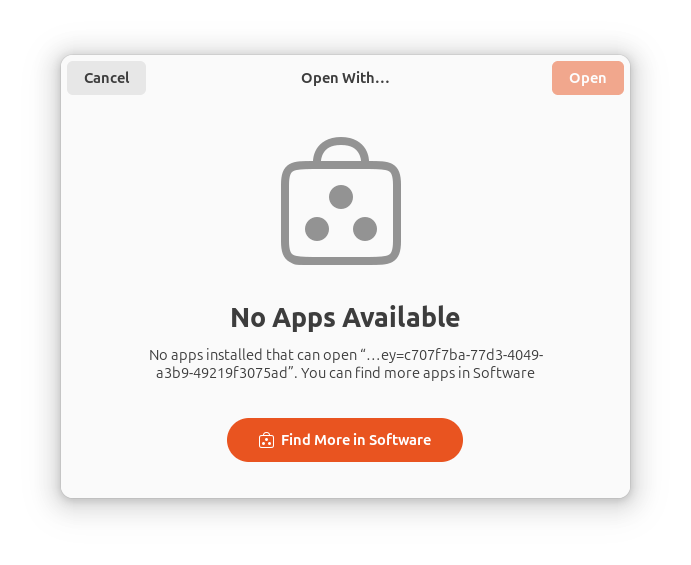 Cancel
Open With…
Open
No Apps Available
No apps installed that can open “…ey=c707f7ba-77d3-4049-
a3b9-49219f3075ad”. You can find more apps in Software
Find More in Software